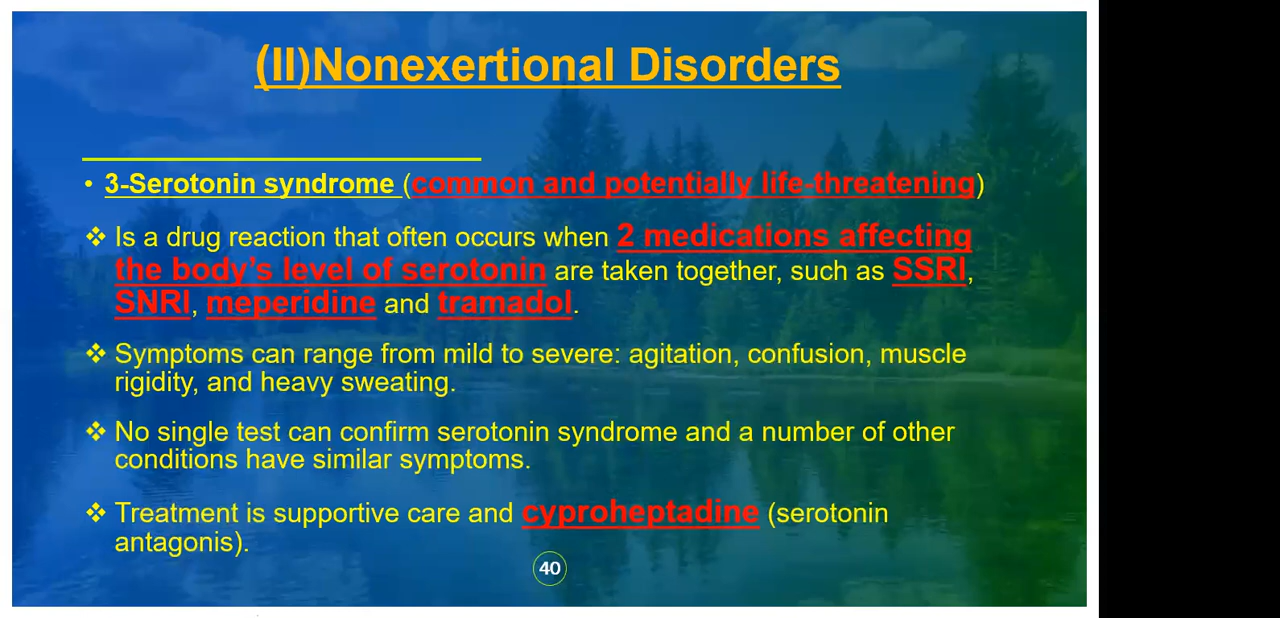 (II)Nonexertional Disorders
• 3-Serotonin syndrome (common and potentially life-threatening)
❖ Is a drug reaction that often occurs when 2 medications affecting
the body's level of serotonin are taken together, such as SSRI,
SNRI, meperidine and tramadol.
❖ Symptoms can range from mild to severe: agitation, confusion, muscle
rigidity, and heavy sweating.
❖ No single test can confirm serotonin syndrome and a number of other
conditions have similar symptoms.
❖ Treatment is supportive care and cyproheptadine (serotonin
antagonis).
40